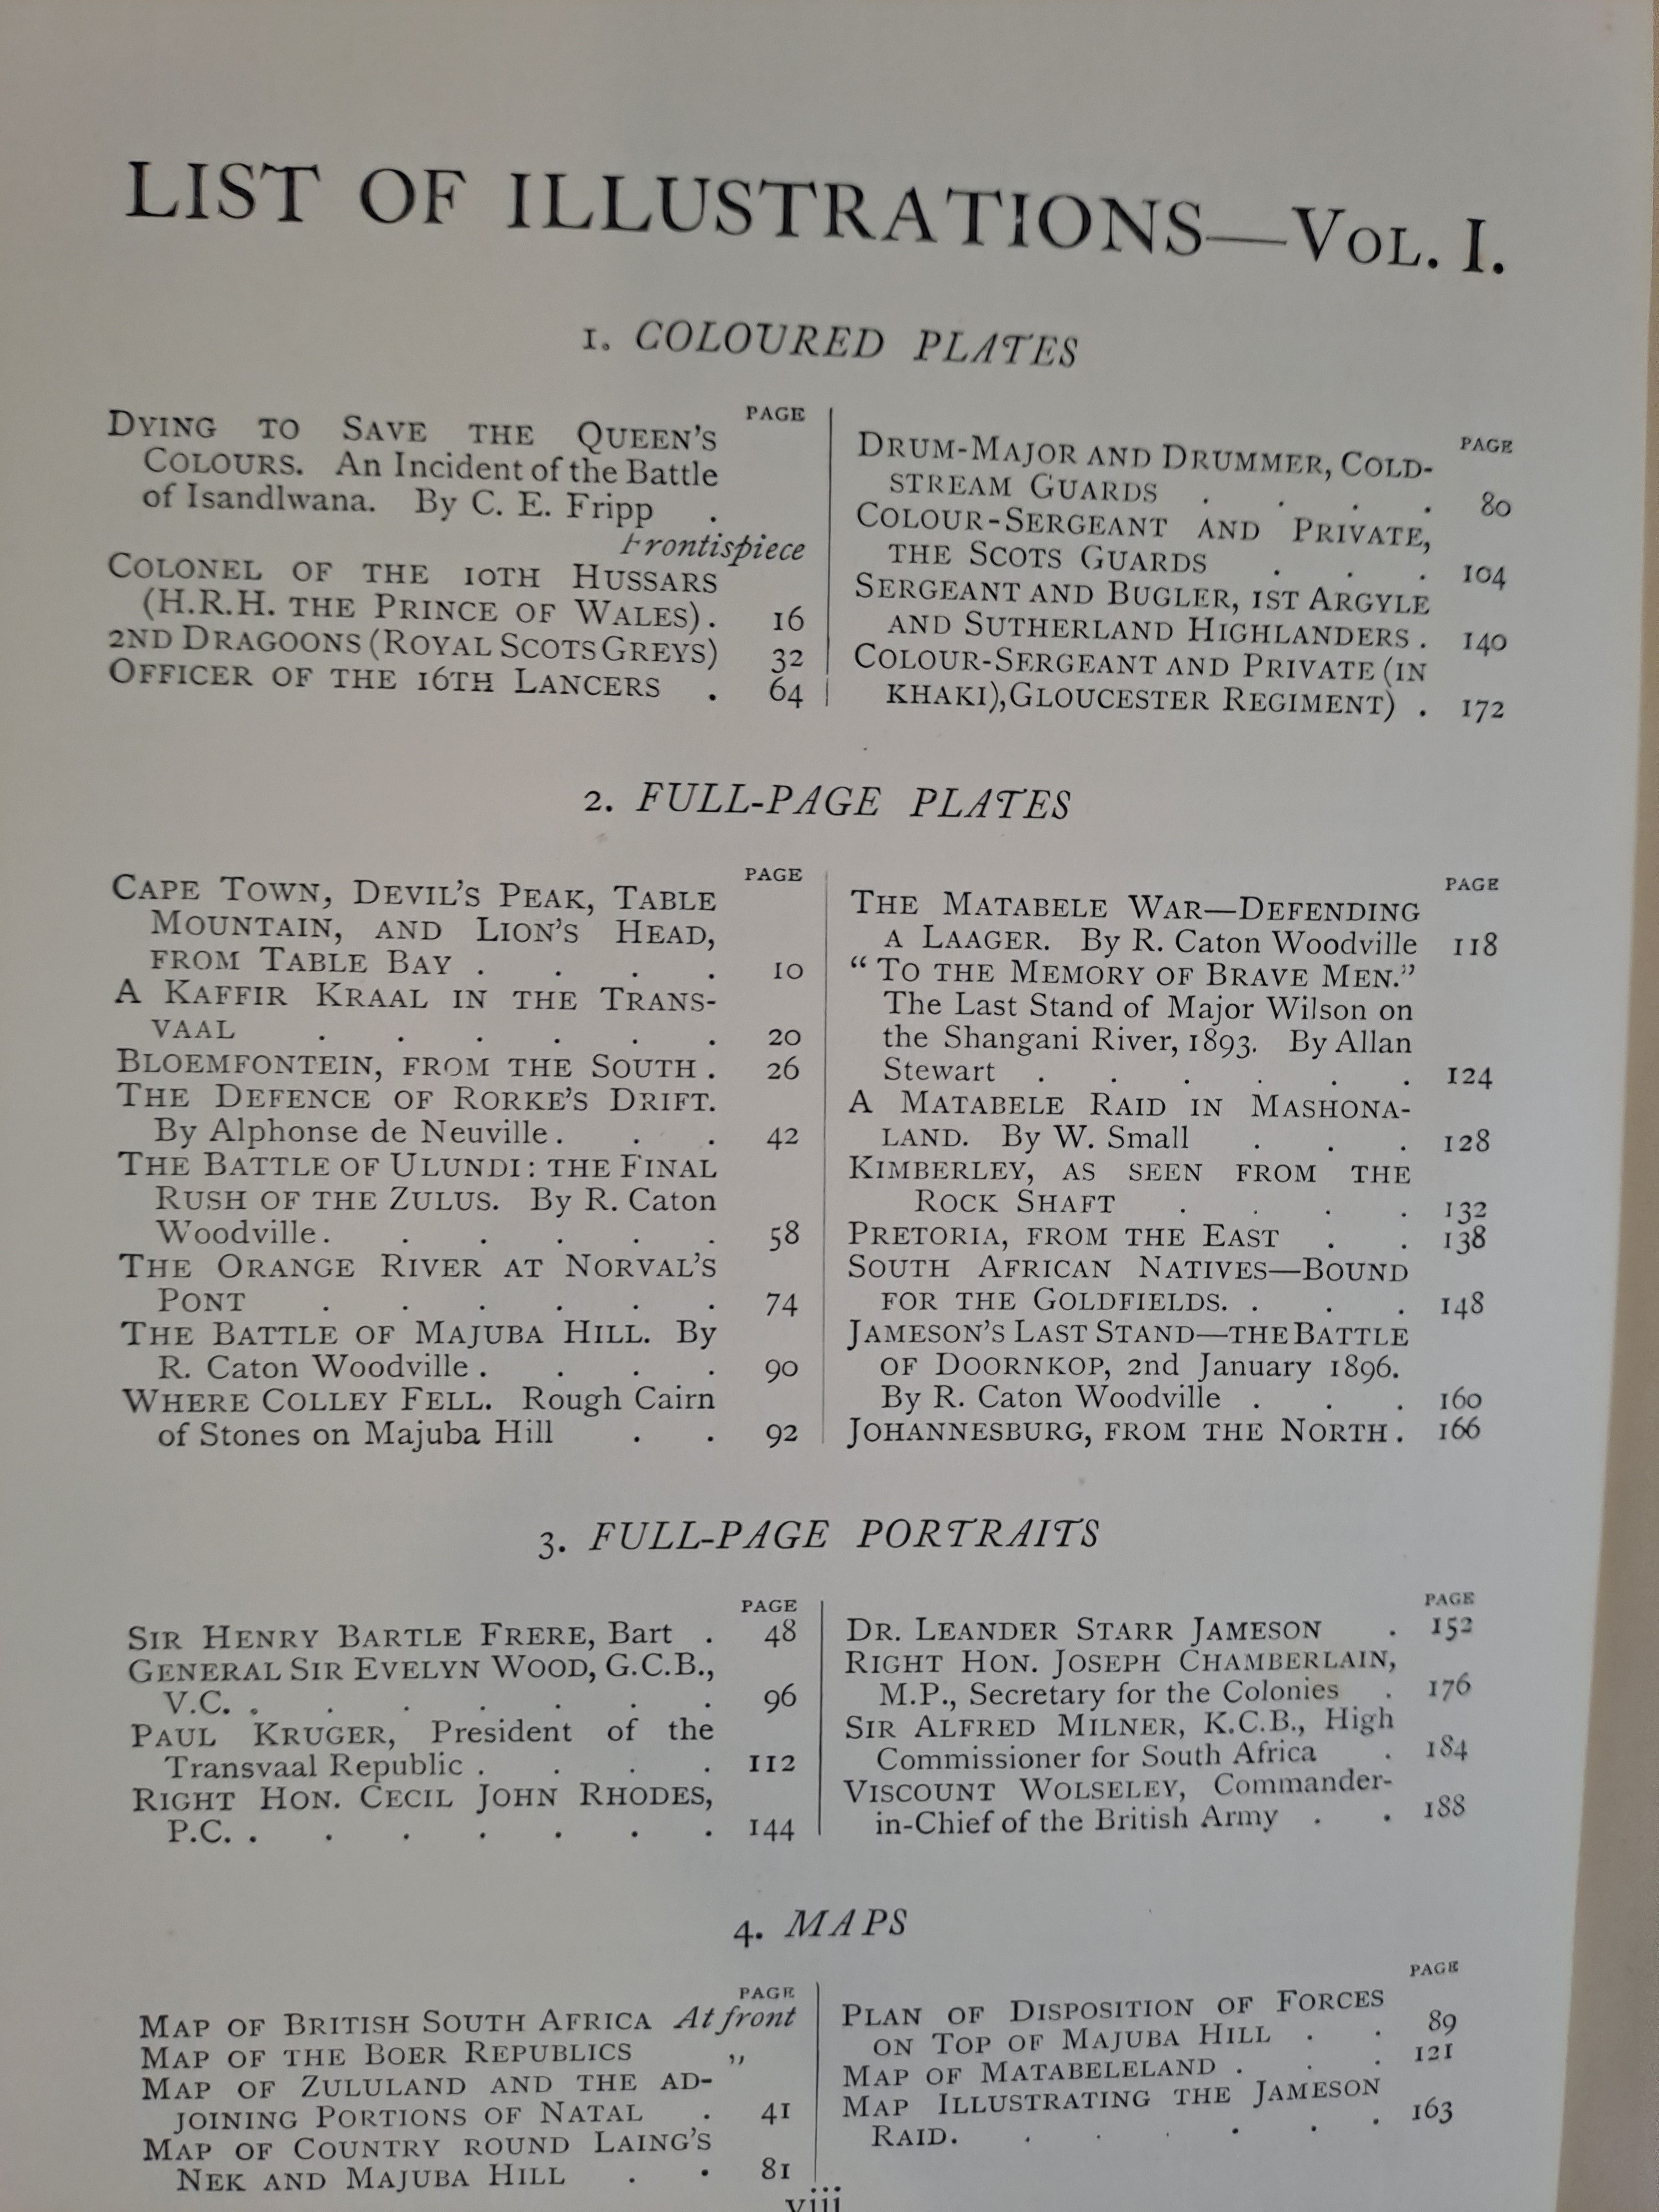 LIST OF ILLUSTRATIONS—VOL. I.
1. COLOURED PLATES
PAGE
DYING TO SAVE THE QUEEN'S
COLOURS. An Incident of the Battle
of Isandlwana. By C. E. Fripp .
Frontispiece
COLONEL OF THE 10TH HUSSARS
(H.R.H. THE PRINCE OF WALES) . 16
2ND DRAGOONS (ROYAL SCOTS GREYS) 32
OFFICER OF THE 16TH LANCERS . 64
PAGE
DRUM-MAJOR AND DRUMMER, COLD-
STREAM GUARDS . . . . 80
COLOUR-SERGEANT AND PRIVATE,
THE SCOTS GUARDS . . . 104
SERGEANT AND BUGLER, 1ST ARGYLE
AND SUTHERLAND HIGHLANDERS . 140
COLOUR-SERGEANT AND PRIVATE (IN
KHAKI), GLOUCESTER REGIMENT) . 172
2. FULL-PAGE PLATES
PAGE
CAPE TOWN, DEVIL'S PEAK, TABLE
MOUNTAIN, AND LION'S HEAD,
FROM TABLE BAY . . . . 10
A KAFFIR KRAAL IN THE TRANS-
VAAL . . . . . . 20
BLOEMFONTEIN, FROM THE SOUTH . 26
THE DEFENCE OF RORKE'S DRIFT.
By Alphonse de Neuville . . . 42
THE BATTLE OF ULUNDI: THE FINAL
RUSH OF THE ZULUS. By R. Caton
Woodville . . . . . . 58
THE ORANGE RIVER AT NORVAL'S
PONT . . . . . . 74
THE BATTLE OF MAJUBA HILL. By
R. Caton Woodville . . . . 90
WHERE COLLEY FELL. Rough Cairn
of Stones on Majuba Hill . . 92
PAGE
THE MATABELE WAR—DEFENDING
A LAAGER. By R. Caton Woodville 118
“TO THE MEMORY OF BRAVE MEN.”
The Last Stand of Major Wilson on
the Shangani River, 1893. By Allan
Stewart . . . . . . 124
A MATABELE RAID IN MASHONA-
LAND. By W. Small . . . 128
KIMBERLEY, AS SEEN FROM THE
ROCK SHAFT . . . . 132
PRETORIA, FROM THE EAST . . 138
SOUTH AFRICAN NATIVES—BOUND
FOR THE GOLDFIELDS. . . . 148
JAMESON'S LAST STAND—THE BATTLE
OF DOORNKOP, 2nd January 1896.
By R. Caton Woodville . . . 160
JOHANNESBURG, FROM THE NORTH . 166
3. FULL-PAGE PORTRAITS
PAGE
SIR HENRY BARTLE FRERE, Bart . 48
GENERAL SIR EVELYN WOOD, G.C.B.,
V.C. . . . . . . . 96
PAUL KRUGER, President of the
Transvaal Republic . . . . 112
RIGHT HON. CECIL JOHN RHODES,
P.C. . . . . . . . 144
PAGE
DR. LEANDER STARR JAMESON . 152
RIGHT HON. JOSEPH CHAMBERLAIN,
M.P., Secretary for the Colonies . 176
SIR ALFRED MILNER, K.C.B., High
Commissioner for South Africa . 184
VISCOUNT WOLSELEY, Commander-
in-Chief of the British Army . . 188
4. MAPS
PAGE
MAP OF BRITISH SOUTH AFRICA At front
MAP OF THE BOER REPUBLICS ,,
MAP OF ZULULAND AND THE AD-
JOINING PORTIONS OF NATAL . 41
MAP OF COUNTRY ROUND LAING'S
NEK AND MAJUBA HILL . . 81
PAGE
PLAN OF DISPOSITION OF FORCES
ON TOP OF MAJUBA HILL . . 89
MAP OF MATABELELAND . . . 121
MAP ILLUSTRATING THE JAMESON
RAID. . . . . . 163
viii